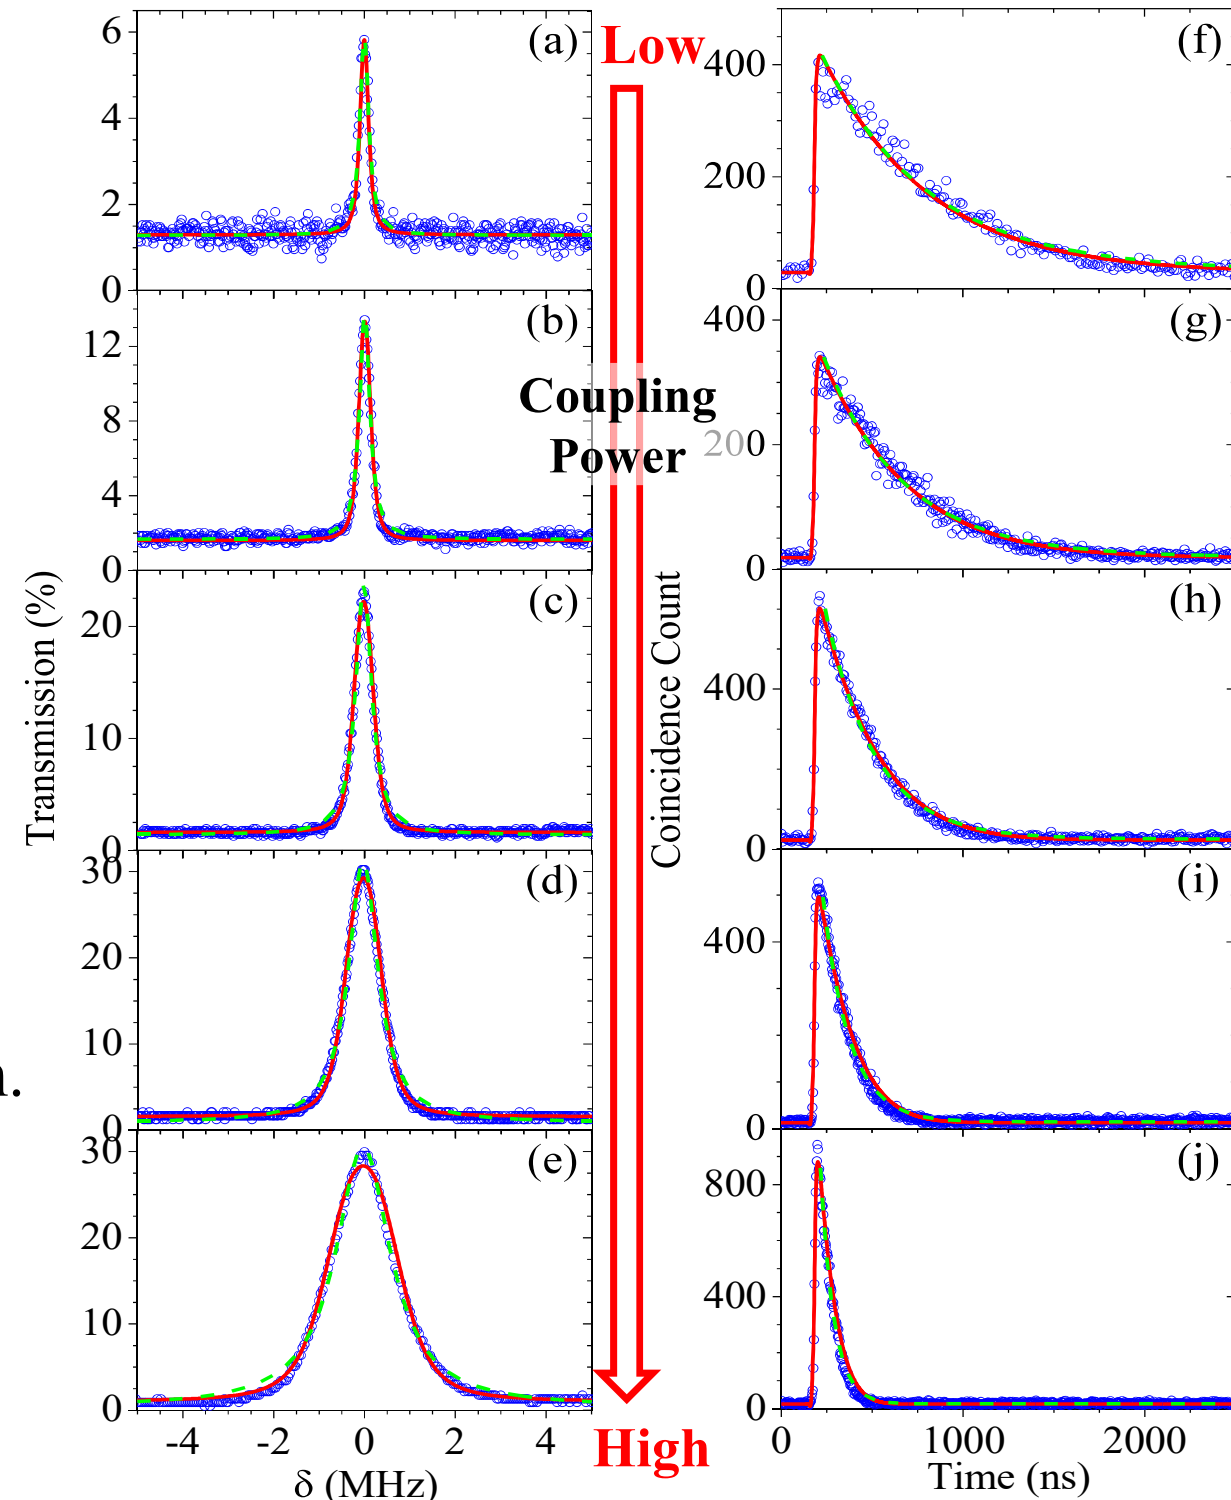 (a)
6
4
2
0
(b)
12
8
4
0
(c)
20
10
0
(d)
30
20
10
0
(e)
30
20
10
0
-4 -2 0 2 4
δ (MHz)
Transmission (%)
n.
Low
Coupling
Power
High
Coincidence Count
(f)
400
200
0
(g)
400
200
0
(h)
400
0
(i)
400
0
(j)
800
400
0
0 1000 2000
Time (ns)